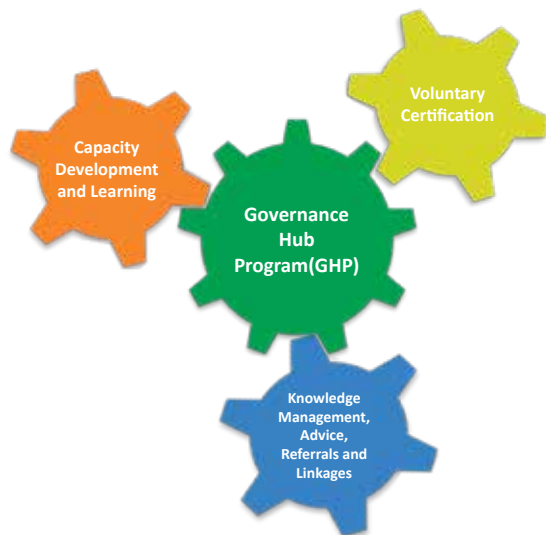 Voluntary
Certification
Capacity
Development
and Learning
Governance
Hub
Program(GHP)
Knowledge
Management,
Advice,
Referrals and
Linkages